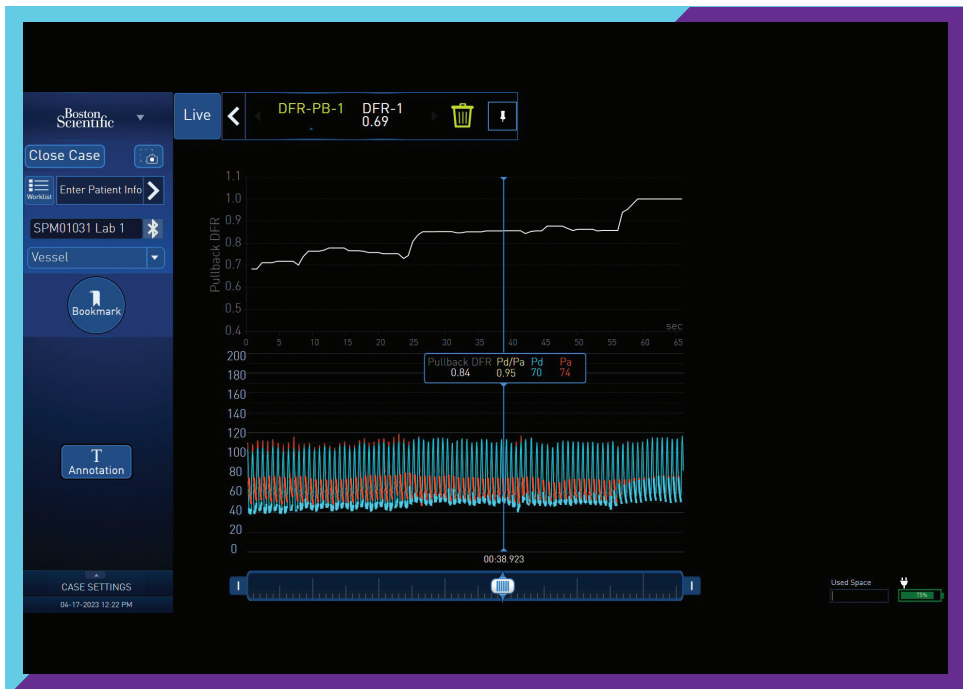 Boston
Scientific
Close Case
Worklist
Enter Patient Info
SPM01031 Lab 1
Vessel
Bookmark
T
Annotation
CASE SETTINGS
04-17-2023 12:22 PM
Live
DFR-PB-1 DFR-1
0.69
1.1
1.0
0.9
0.8
0.7
0.6
0.5
0.4
Pullback DFR
sec
0 5 10 15 20 25 30 35 40 45 50 55 60 65
Pullback DFR Pd/Pa Pd Pa
0.84 0.95 70 74
200
180
160
140
120
100
80
60
40
20
0
00:38.923
Used Space
75%